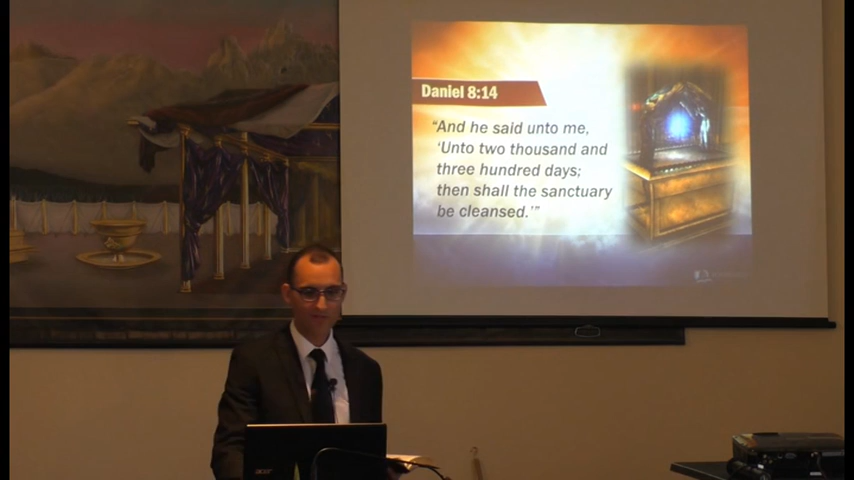 Daniel 8:14
“And he said unto me,
‘Unto two thousand and
three hundred days;
then shall the sanctuary
be cleansed.’”
acer